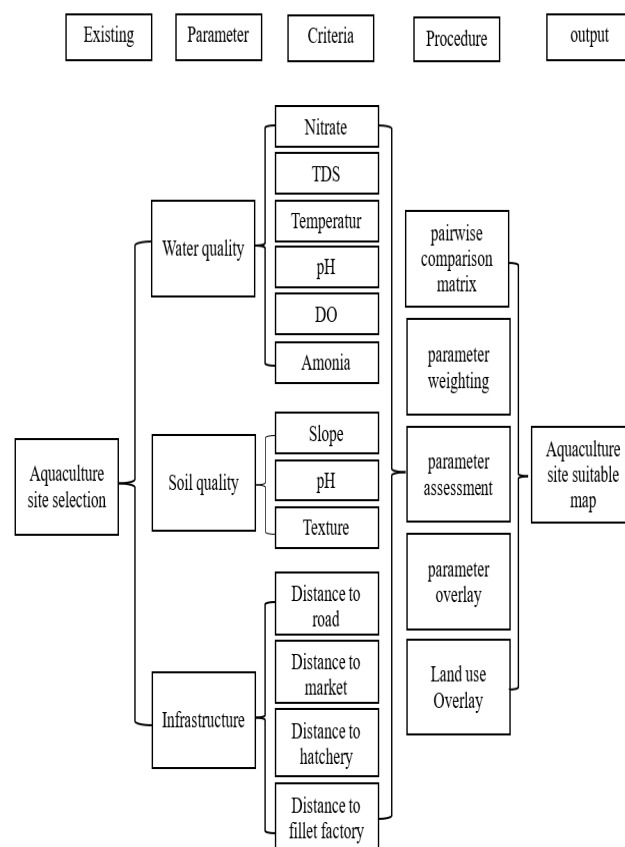 Existing
Parameter
Criteria
Procedure
output
Aquaculture
site selection
Water quality
Soil quality
Infrastructure
Nitrate
TDS
Temperatur
pH
DO
Amonia
Slope
pH
Texture
Distance to
road
Distance to
market
Distance to
hatchery
Distance to
fillet factory
pairwise
comparison
matrix
parameter
weighting
parameter
assessment
parameter
overlay
Land use
Overlay
Aquaculture
site suitable
map